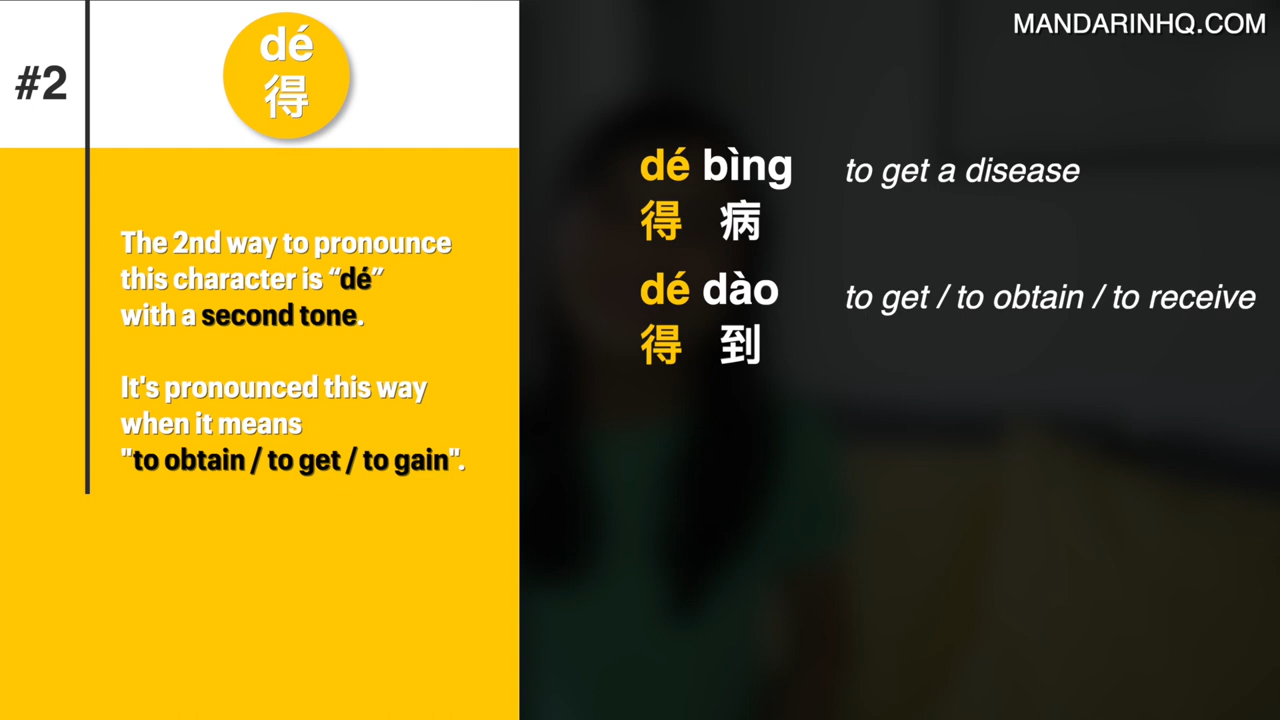 MANDARINHQ.COM
#2
dé
得
The 2nd way to pronounce
this character is “dé”
with a second tone.
It's pronounced this way
when it means
"to obtain / to get / to gain".
dé bìng to get a disease
得 病
dé dào to get / to obtain / to receive
得 到